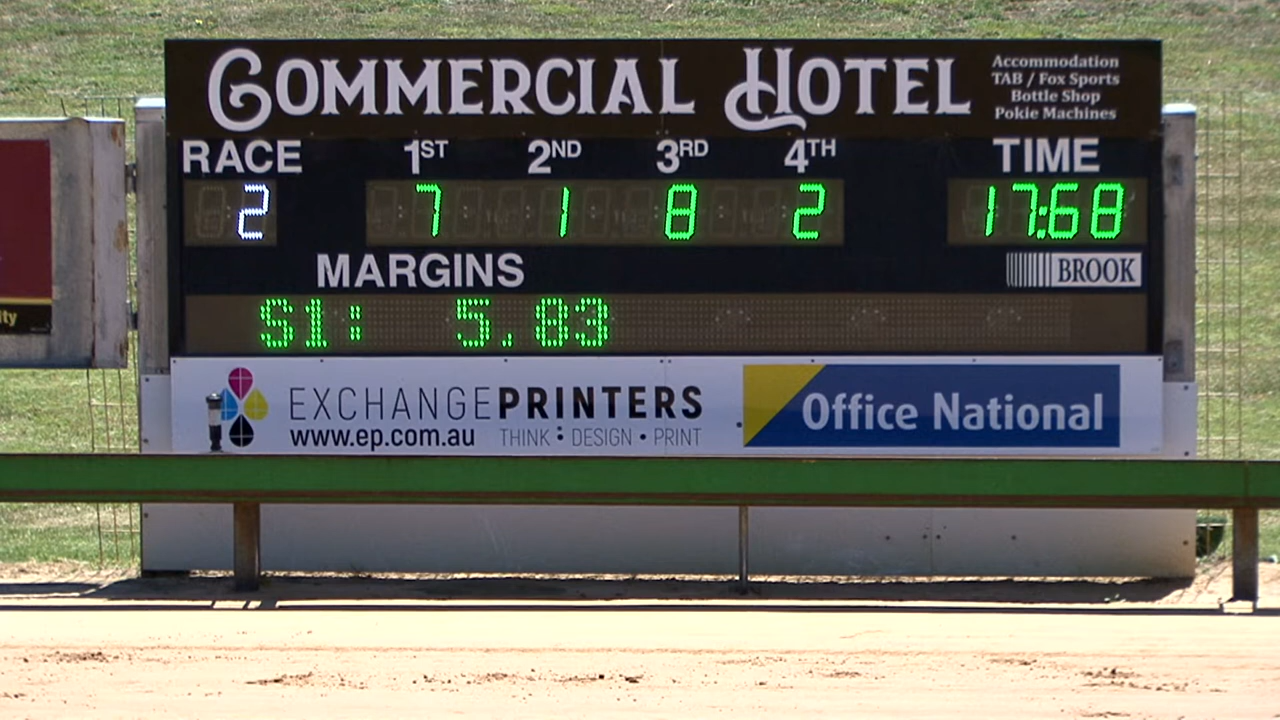 COMMERCIAL HOTEL
Accommodation
TAB / Fox Sports
Bottle Shop
Pokie Machines
RACE 1ST 2ND 3RD 4TH TIME
2 7 1 8 2 17:68
MARGINS
BROOK
S1: 5.83
ity
EXCHANGEPRINTERS
www.ep.com.au THINK • DESIGN • PRINT
Office National